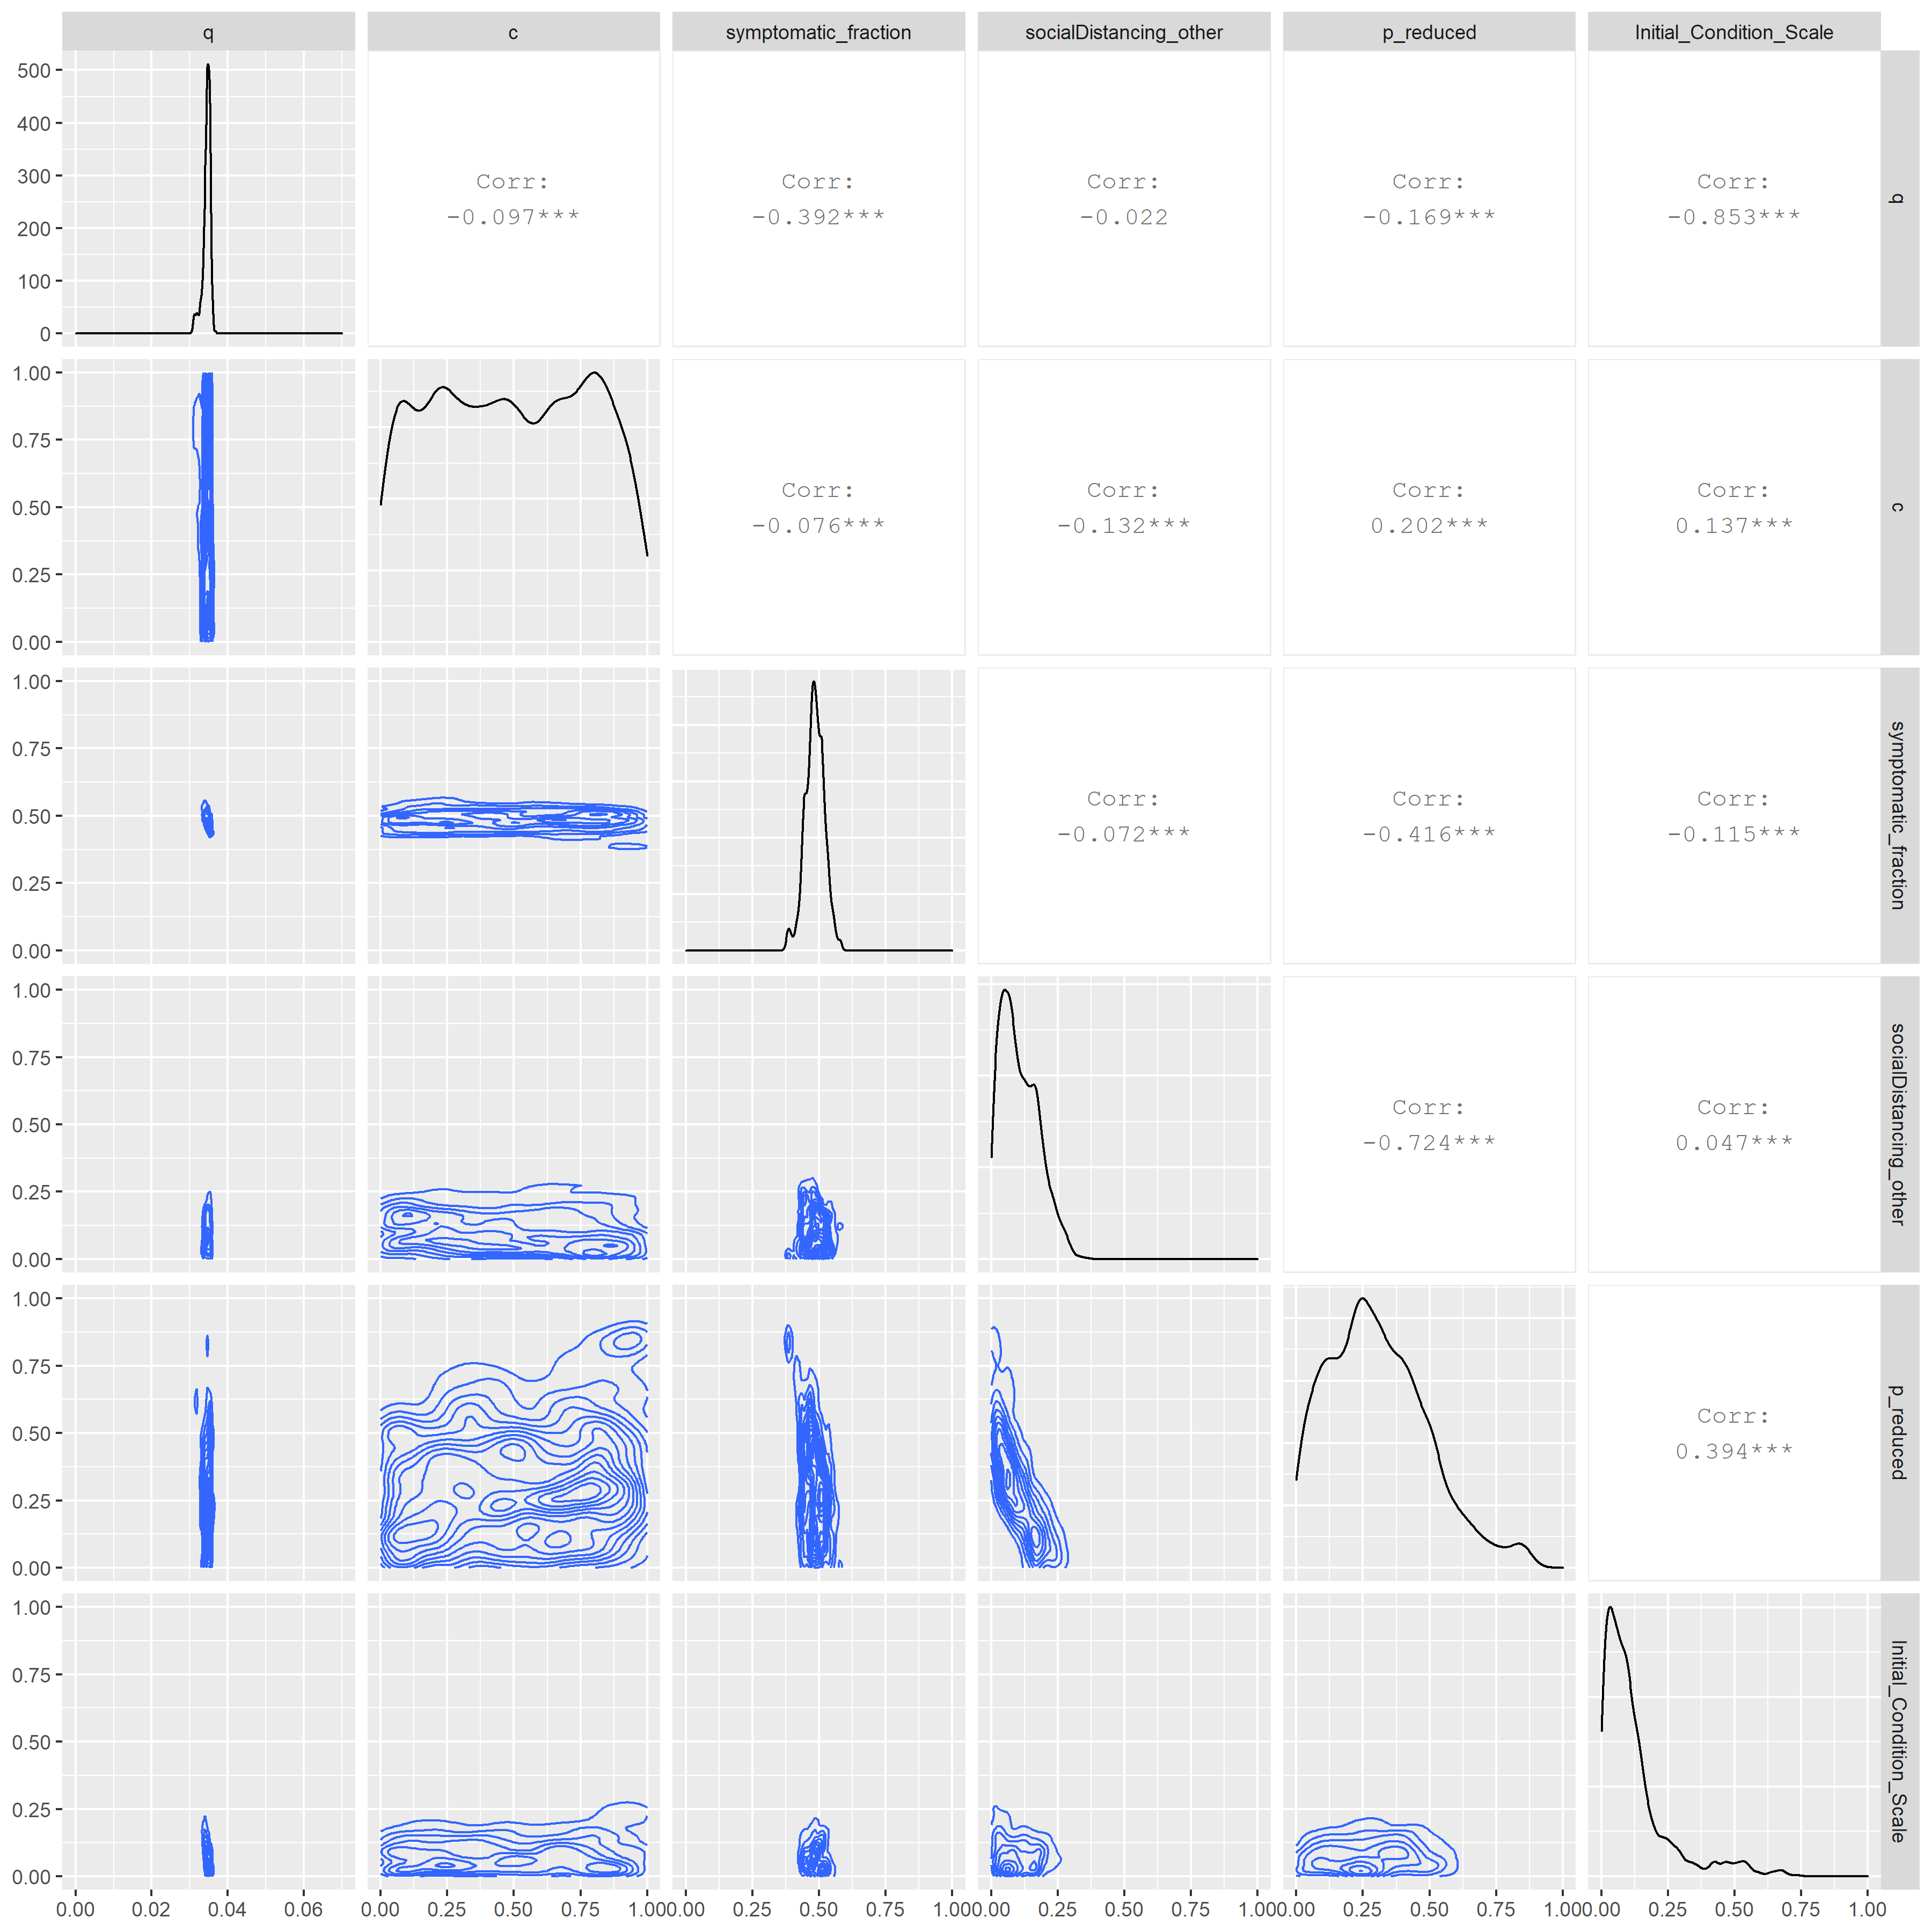 q c symptomatic_fraction socialDistancing_other p_reduced Initial_Condition_Scale
500
400
300
200
100
0
Corr:
-0.097***
Corr:
-0.392***
Corr:
-0.022
Corr:
-0.169***
Corr:
-0.853***
q
1.00
0.75
0.50
0.25
0.00
Corr:
-0.076***
Corr:
-0.132***
Corr:
0.202***
Corr:
0.137***
c
1.00
0.75
0.50
0.25
0.00
Corr:
-0.072***
Corr:
-0.416***
Corr:
-0.115***
symptomatic_fraction
1.00
0.75
0.50
0.25
0.00
Corr:
-0.724***
Corr:
0.047***
socialDistancing_other
1.00
0.75
0.50
0.25
0.00
Corr:
0.394***
p_reduced
1.00
0.75
0.50
0.25
0.00
Initial_Condition_Scale
0.00 0.02 0.04 0.06 0.00 0.25 0.50 0.75 1.00 0.00 0.25 0.50 0.75 1.00 0.00 0.25 0.50 0.75 1.00 0.00 0.25 0.50 0.75 1.00 0.00 0.25 0.50 0.75 1.00